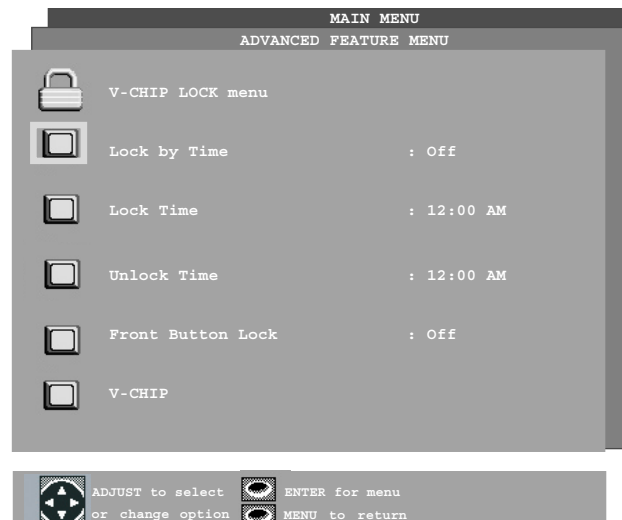 MAIN MENU
ADVANCED FEATURE MENU
V-CHIP LOCK menu
Lock by Time : Off
Lock Time : 12:00 AM
Unlock Time : 12:00 AM
Front Button Lock : Off
V-CHIP
ADJUST to select ENTER for menu
or change option MENU to return